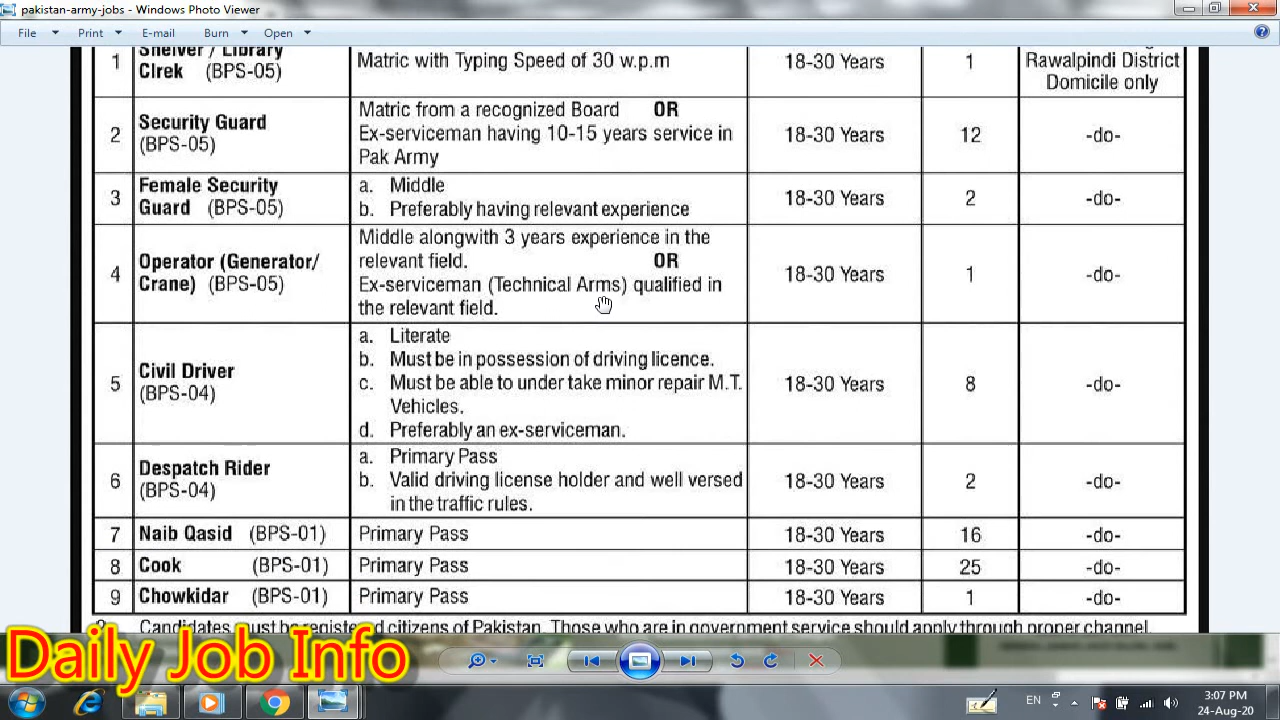 pakistan-army-jobs - Windows Photo Viewer
File Print E-mail Burn Open
1 Shelver / Library Clrek (BPS-05) Matric with Typing Speed of 30 w.p.m 18-30 Years 1 Rawalpindi District Domicile only
2 Security Guard (BPS-05) Matric from a recognized Board OR Ex-serviceman having 10-15 years service in Pak Army 18-30 Years 12 -do-
3 Female Security Guard (BPS-05) a. Middle b. Preferably having relevant experience 18-30 Years 2 -do-
4 Operator (Generator/ Crane) (BPS-05) Middle alongwith 3 years experience in the relevant field. OR Ex-serviceman (Technical Arms) qualified in the relevant field. 18-30 Years 1 -do-
5 Civil Driver (BPS-04) a. Literate b. Must be in possession of driving licence. c. Must be able to under take minor repair M.T. Vehicles. d. Preferably an ex-serviceman. 18-30 Years 8 -do-
6 Despatch Rider (BPS-04) a. Primary Pass b. Valid driving license holder and well versed in the traffic rules. 18-30 Years 2 -do-
7 Naib Qasid (BPS-01) Primary Pass 18-30 Years 16 -do-
8 Cook (BPS-01) Primary Pass 18-30 Years 25 -do-
9 Chowkidar (BPS-01) Primary Pass 18-30 Years 1 -do-
Candidates must be registered citizens of Pakistan. Those who are in government service should apply through proper channel.
Daily Job Info
EN
3:07 PM
24-Aug-20